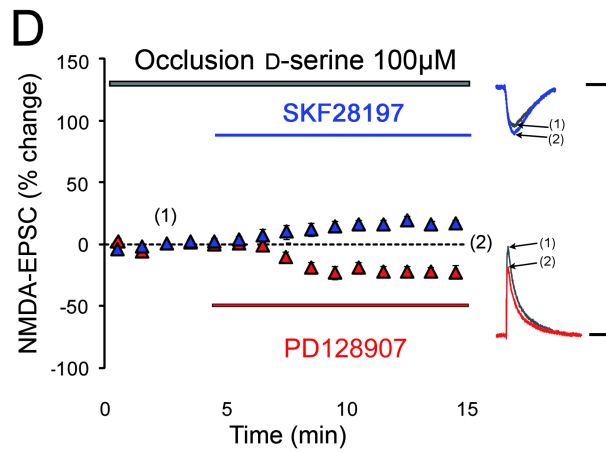 D
Occlusion D-serine 100µM
150
SKF28197
100
50
0
-50
-100
NMDA-EPSC (% change)
(1)
(2)
PD128907
0
5
10
15
Time (min)
(1)
(2)
(1)
(2)